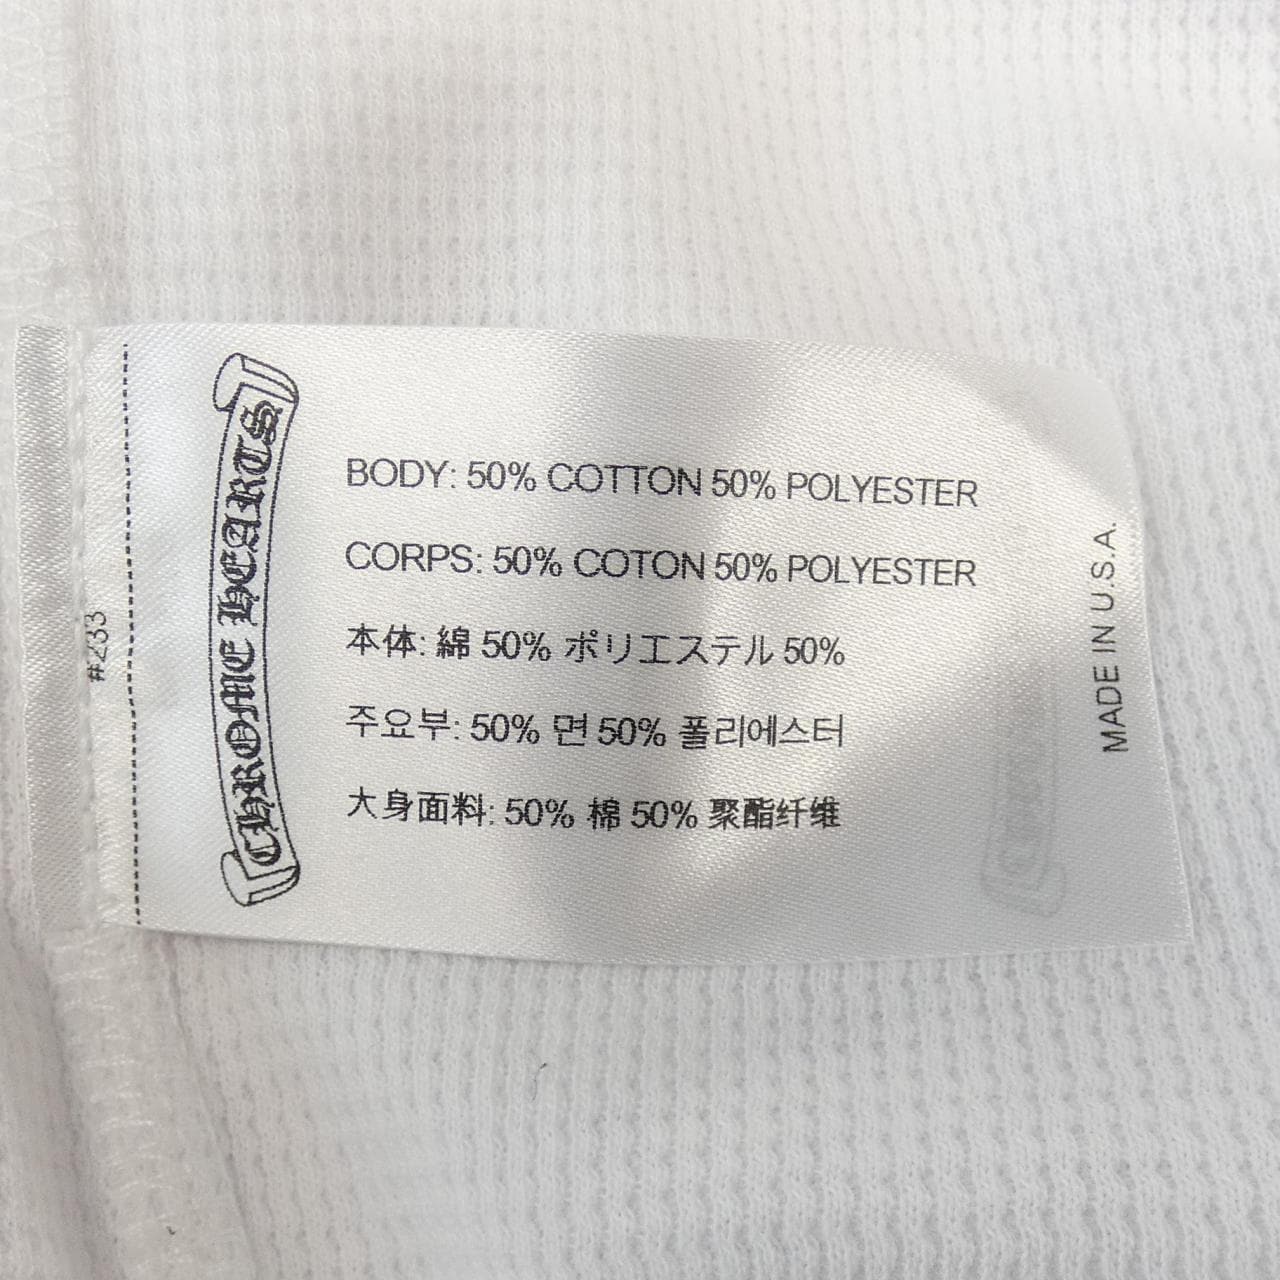 CHROME HEARTS
#233
BODY: 50% COTTON 50% POLYESTER
CORPS: 50% COTON 50% POLYESTER
本体: 綿 50% ポリエステル 50%
주요부: 50% 면 50% 폴리에스터
大身面料: 50% 棉 50% 聚酯纤维
MADE IN U.S.A.